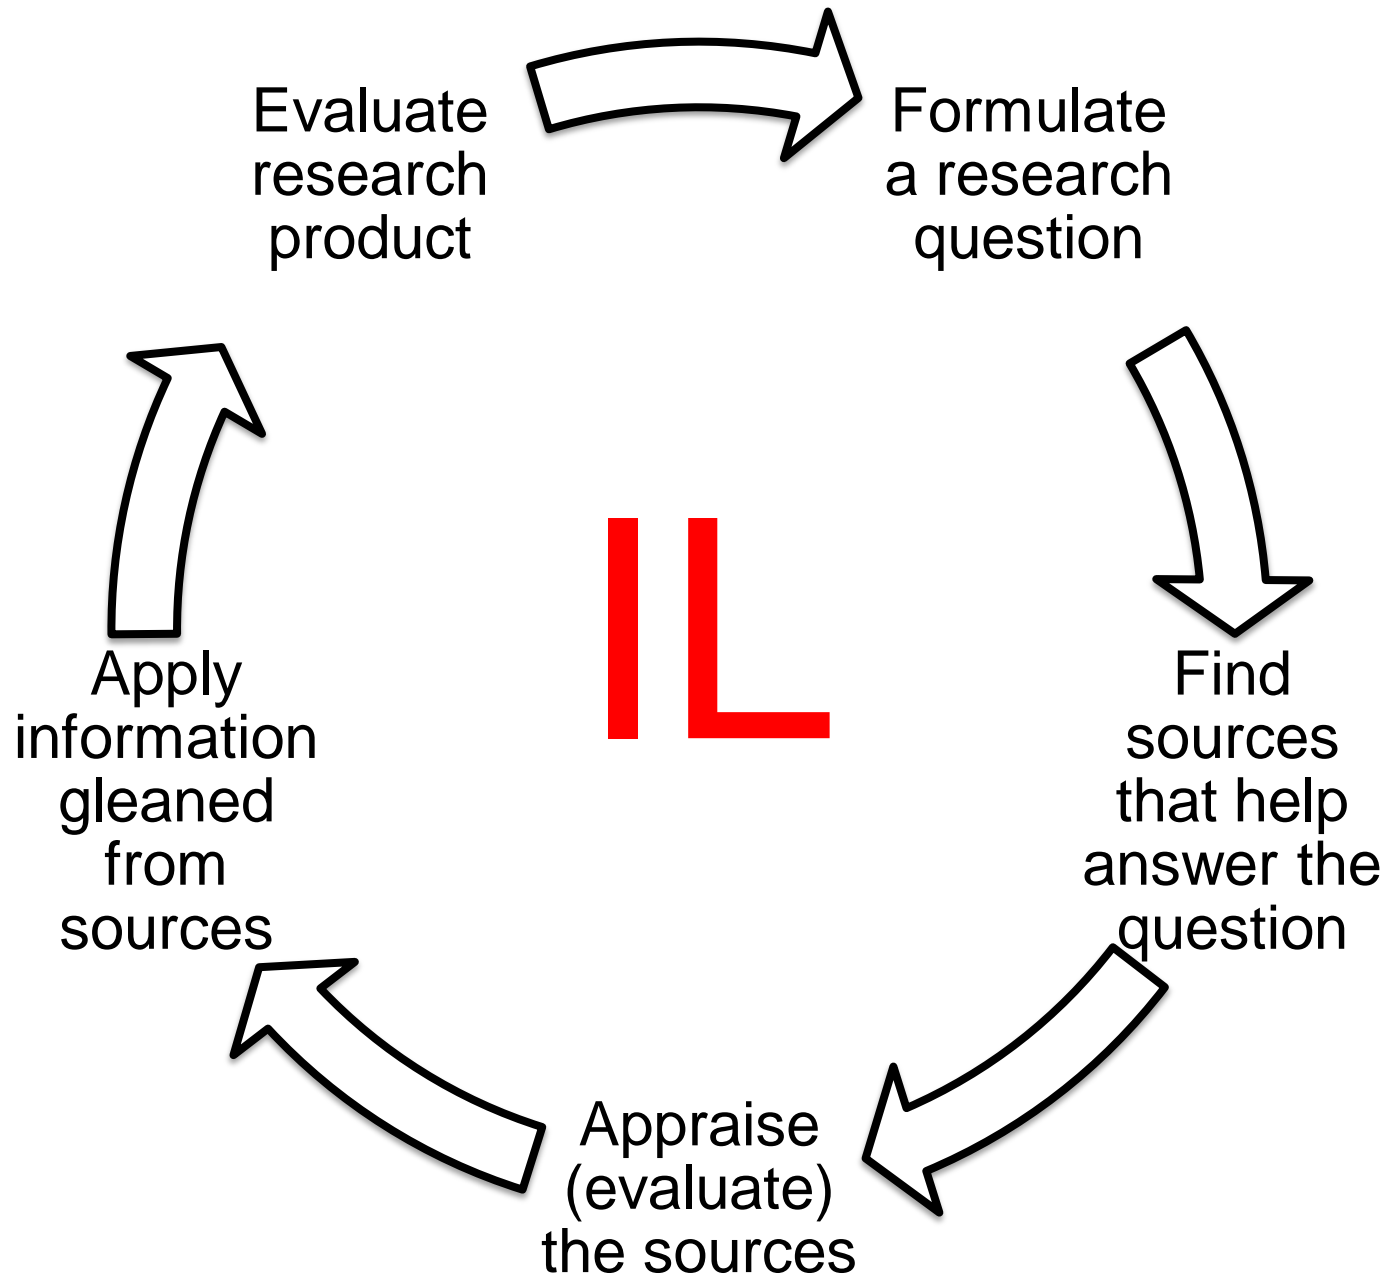 Evaluate
research
product
Formulate
a research
question
Find
sources
that help
answer the
question
Appraise
(evaluate)
the sources
Apply
information
gleaned
from
sources
IL